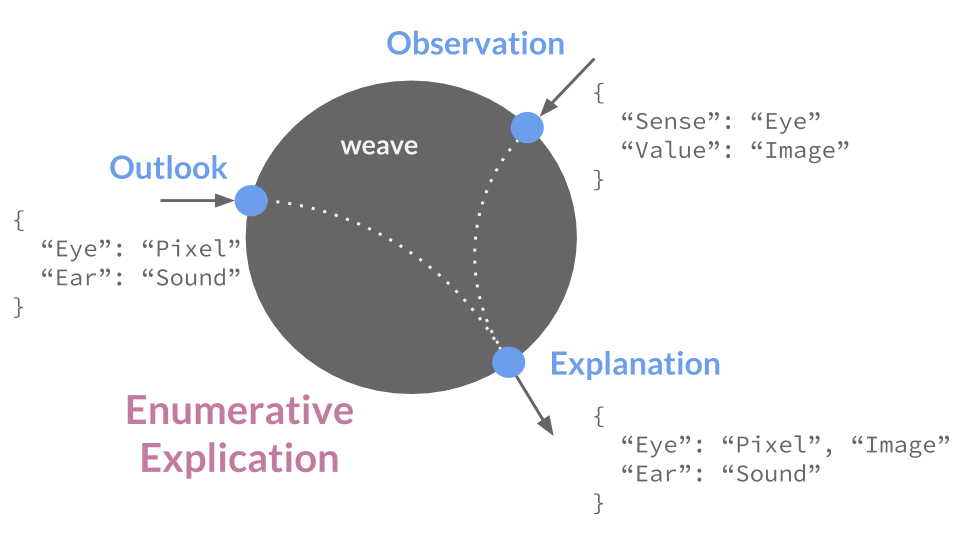 Observation
{
“Sense”: “Eye”
“Value”: “Image”
}
weave
Outlook
{
“Eye”: “Pixel”
“Ear”: “Sound”
}
Explanation
{
“Eye”: “Pixel”, “Image”
“Ear”: “Sound”
}
Enumerative
Explication